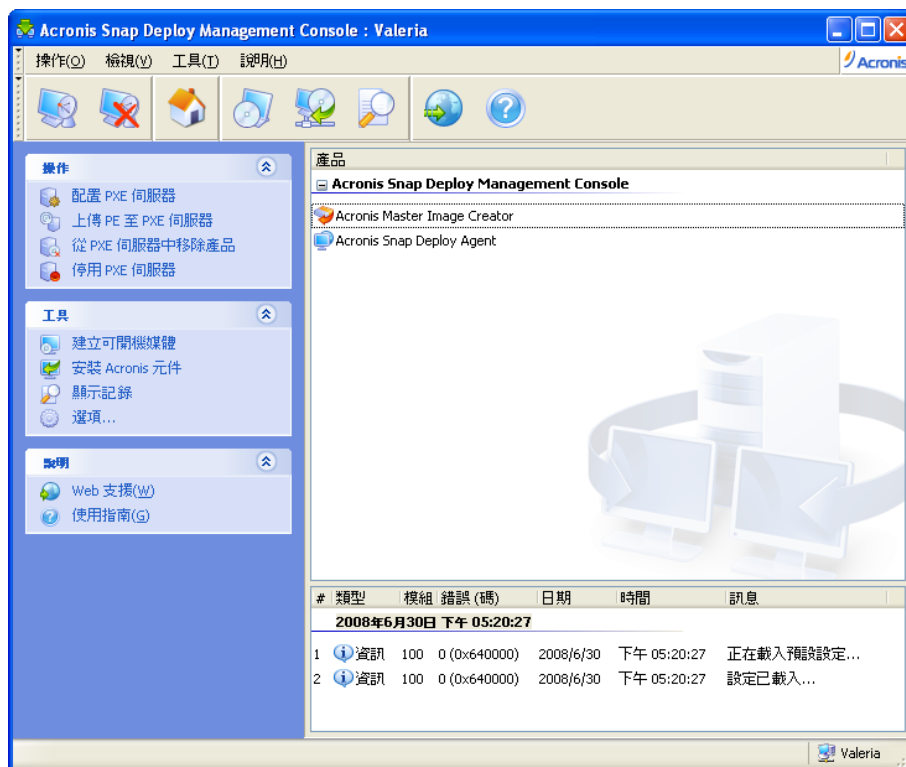 Acronis Snap Deploy Management Console : Valeria
操作(O) 檢視(V) 工具(T) 說明(H)
Acronis
操作
配置 PXE 伺服器
上傳 PE 至 PXE 伺服器
從 PXE 伺服器中移除產品
停用 PXE 伺服器
工具
建立可開機媒體
安裝 Acronis 元件
顯示記錄
選項...
說明
Web 支援(W)
使用指南(G)
產品
Acronis Snap Deploy Management Console
Acronis Master Image Creator
Acronis Snap Deploy Agent
# 類型 模組 錯誤 (碼) 日期 時間 訊息
2008年6月30日 下午 05:20:27
1 資訊 100 0 (0x640000) 2008/6/30 下午 05:20:27 正在載入預設設定...
2 資訊 100 0 (0x640000) 2008/6/30 下午 05:20:27 設定已載入...
Valeria